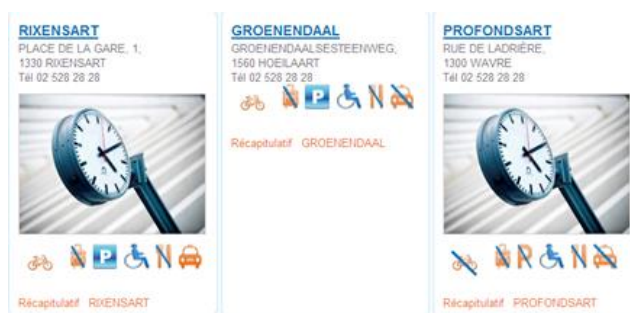 RIXENSART
PLACE DE LA GARE, 1,
1330 RIXENSART
Tél 02 528 28 28
P
Récapitulatif RIXENSART
GROENENDAAL
GROENENDAALSESTEENWEG,
1560 HOEILAART
Tél 02 528 28 28
P
Récapitulatif GROENENDAAL
PROFONDSART
RUE DE LADRIÈRE,
1300 WAVRE
Tél 02 528 28 28
P
Récapitulatif PROFONDSART